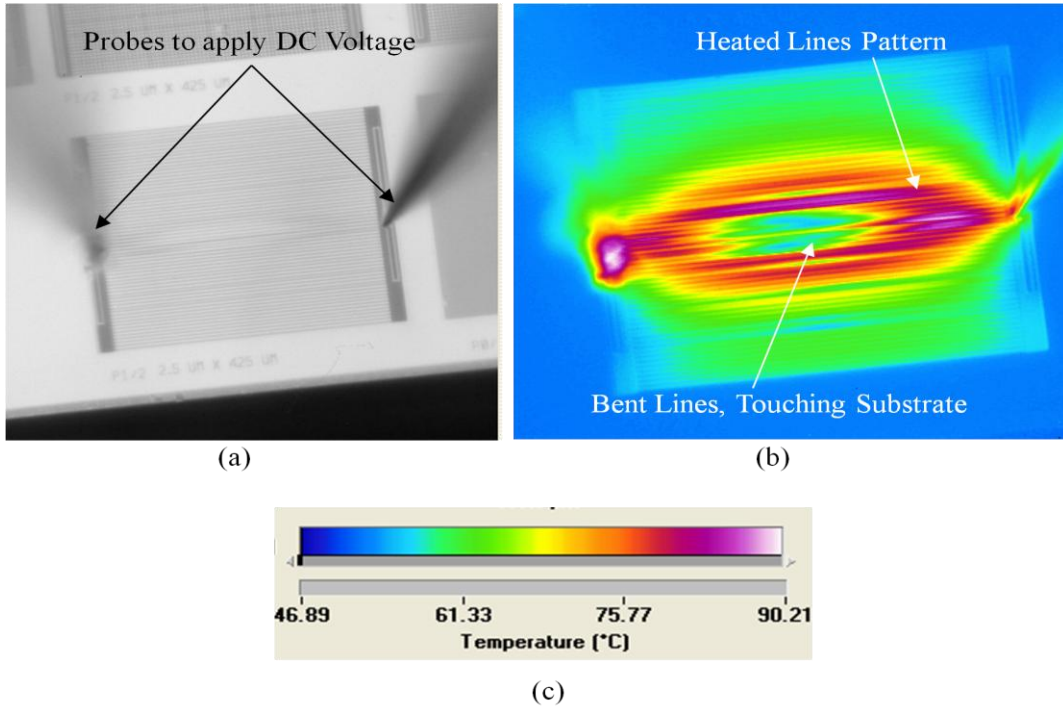 Probes to apply DC Voltage
P1/2 2.5 UM X 425 UM
P1/2 2.5 UM X 425 UM
P0/
(a)
Heated Lines Pattern
Bent Lines, Touching Substrate
(b)
46.89 61.33 75.77 90.21
Temperature (°C)
(c)